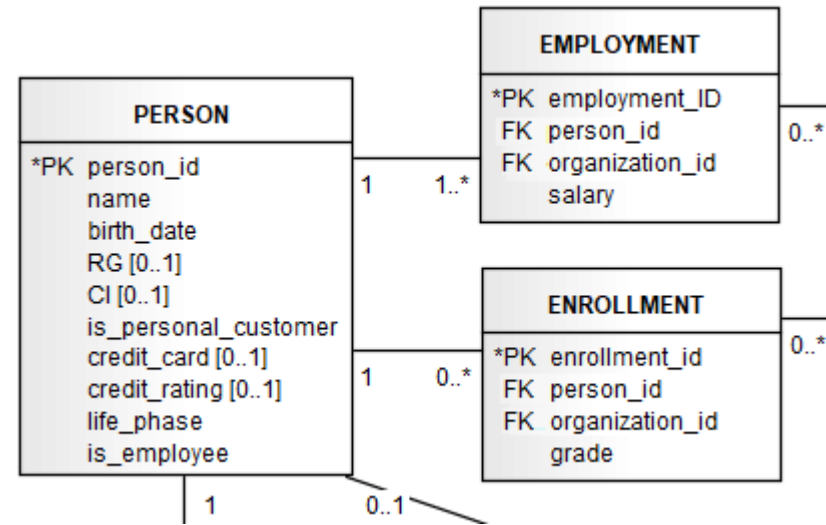 EMPLOYMENT
*PK employment_ID
FK person_id
FK organization_id
salary
0..*
PERSON
*PK person_id
name
birth_date
RG [0..1]
CI [0..1]
is_personal_customer
credit_card [0..1]
credit_rating [0..1]
life_phase
is_employee
1 1..*
1 0..*
ENROLLMENT
*PK enrollment_id
FK person_id
FK organization_id
grade
0..*
1
0..1